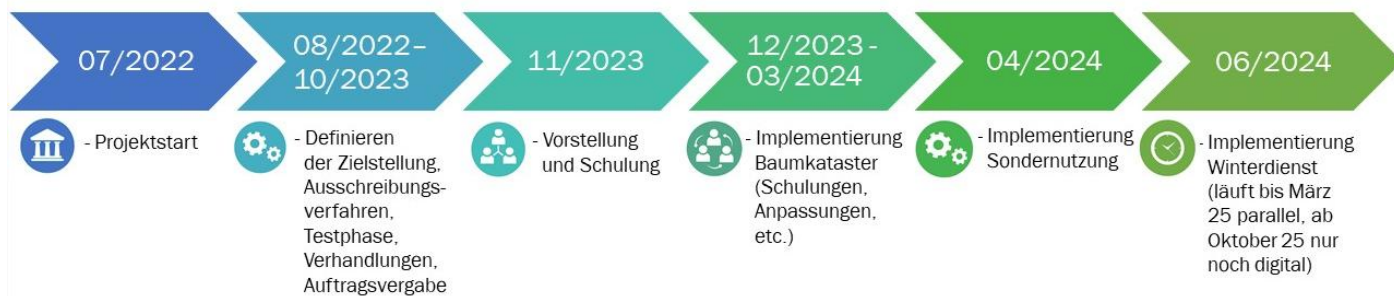 07/2022
- Projektstart
08/2022–
10/2023
- Definieren
der Zielstellung,
Ausschreibungs-
verfahren,
Testphase,
Verhandlungen,
Auftragsvergabe
11/2023
- Vorstellung
und Schulung
12/2023 -
03/2024
- Implementierung
Baumkataster
(Schulungen,
Anpassungen,
etc.)
04/2024
- Implementierung
Sondernutzung
06/2024
- Implementierung
Winterdienst
(läuft bis März
25 parallel, ab
Oktober 25 nur
noch digital)